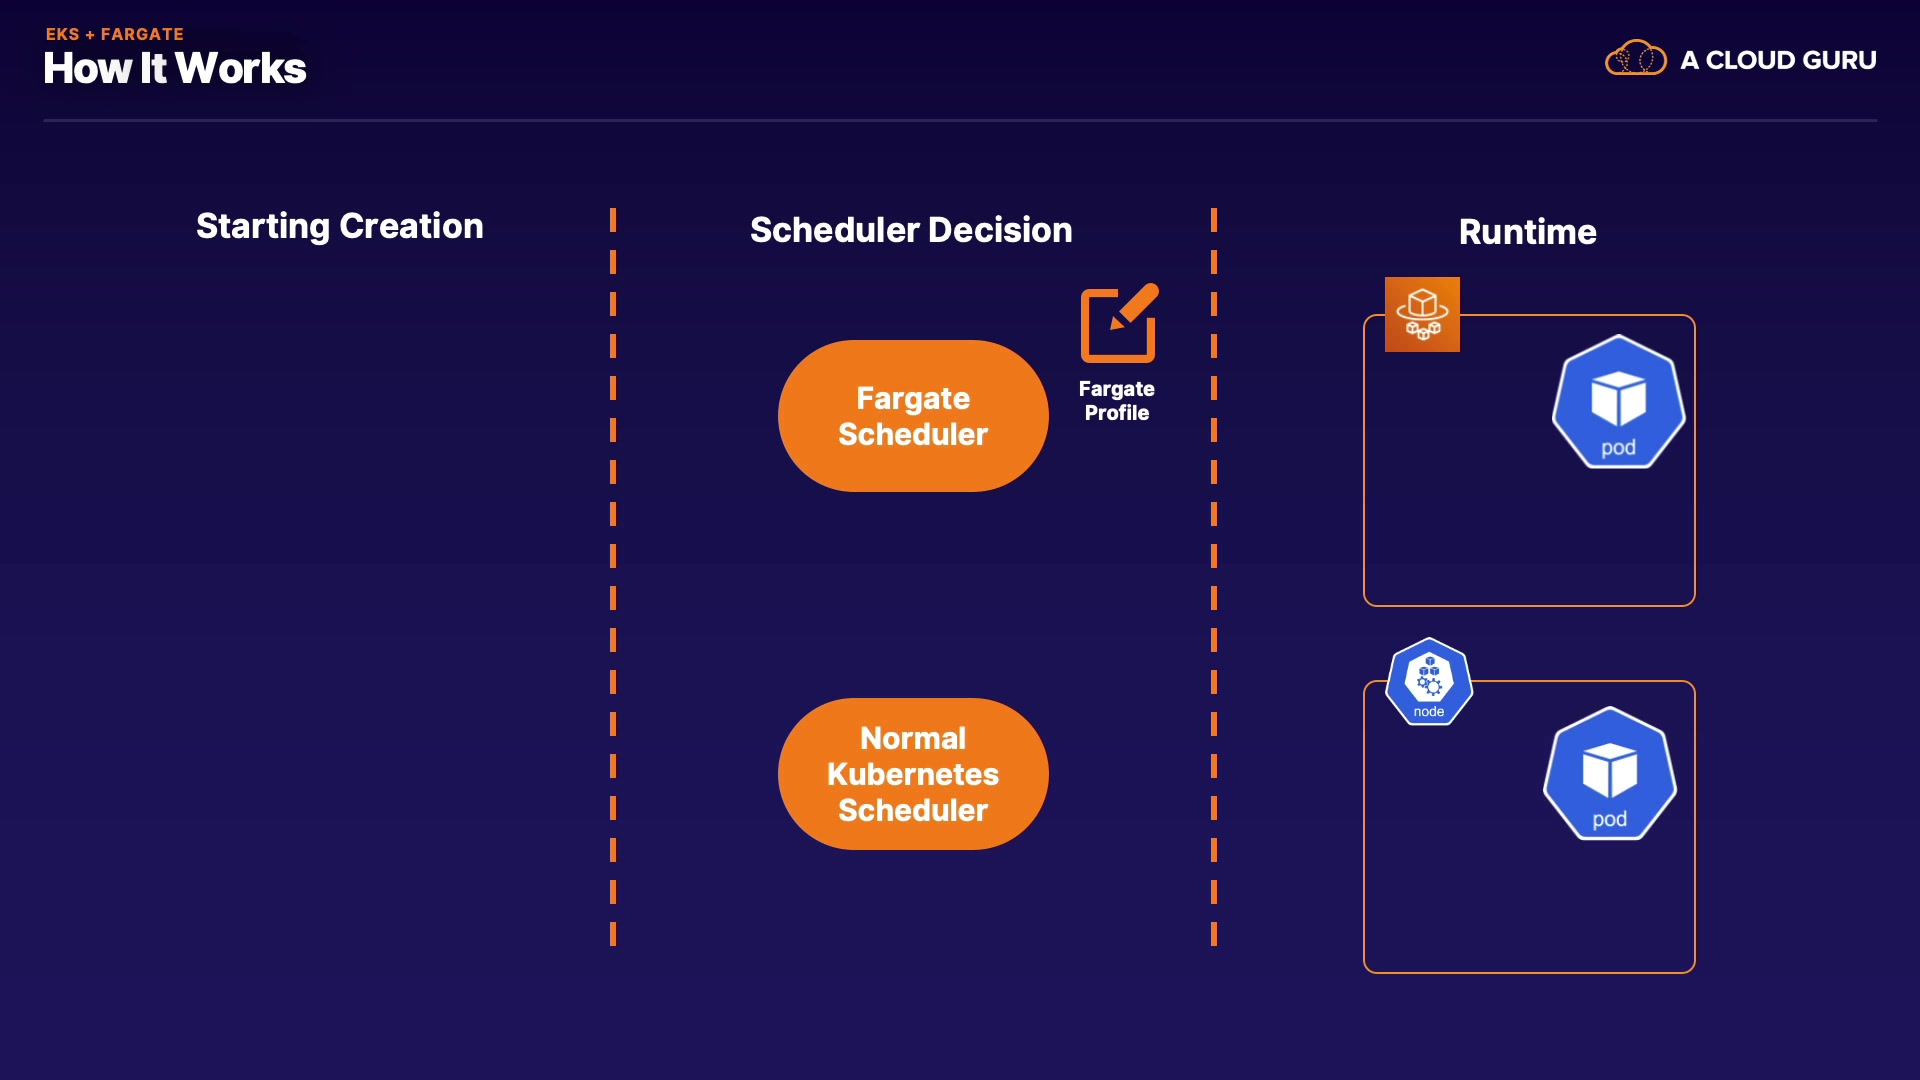 EKS + FARGATE
How It Works
A CLOUD GURU
Starting Creation
Scheduler Decision
Runtime
Fargate
Scheduler
Fargate
Profile
pod
node
Normal
Kubernetes
Scheduler
pod